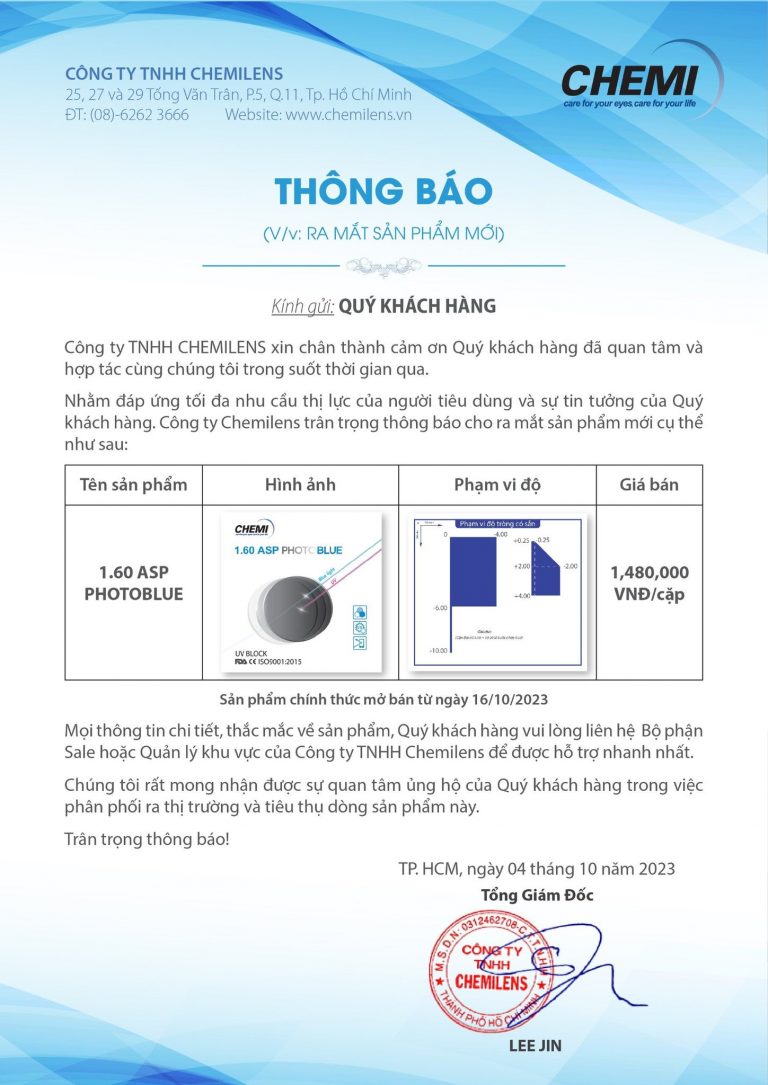 CÔNG TY TNHH CHEMILENS
25, 27 và 29 Tống Văn Trân, P.5, Q.11, Tp. Hồ Chí Minh
ĐT: (08)-6262 3666 Website: www.chemilens.vn
CHEMI
care for your eyes, care for your life
THÔNG BÁO
(V/v: RA MẮT SẢN PHẨM MỚI)
Kính gửi: QUÝ KHÁCH HÀNG
Công ty TNHH CHEMILENS xin chân thành cảm ơn Quý khách hàng đã quan tâm và
hợp tác cùng chúng tôi trong suốt thời gian qua.
Nhằm đáp ứng tối đa nhu cầu thị lực của người tiêu dùng và sự tin tưởng của Quý
khách hàng. Công ty Chemilens trân trọng thông báo cho ra mắt sản phẩm mới cụ thể
như sau:
Tên sản phẩm Hình ảnh Phạm vi độ Giá bán
1.60 ASP
PHOTOBLUE
CHEMI
1.60 ASP PHOTO BLUE
Blue light
UV
UV BLOCK
FDA CE ISO9001:2015
Phạm vi độ tròng có sẵn
0 -4.00
-6.00
-10.00
+0.25 -0.25
+2.00 -2.00
+4.00
1,480,000
VNĐ/cặp
Sản phẩm chính thức mở bán từ ngày 16/10/2023
Mọi thông tin chi tiết, thắc mắc về sản phẩm, Quý khách hàng vui lòng liên hệ Bộ phận
Sale hoặc Quản lý khu vực của Công ty TNHH Chemilens để được hỗ trợ nhanh nhất.
Chúng tôi rất mong nhận được sự quan tâm ủng hộ của Quý khách hàng trong việc
phân phối ra thị trường và tiêu thụ dòng sản phẩm này.
Trân trọng thông báo!
TP. HCM, ngày 04 tháng 10 năm 2023
Tổng Giám Đốc
M.S.D.N: 0312462708-C.T.T.N.H.H
CÔNG TY
TNHH
CHEMILENS
THÀNH PHỐ HỒ CHÍ MINH
LEE JIN